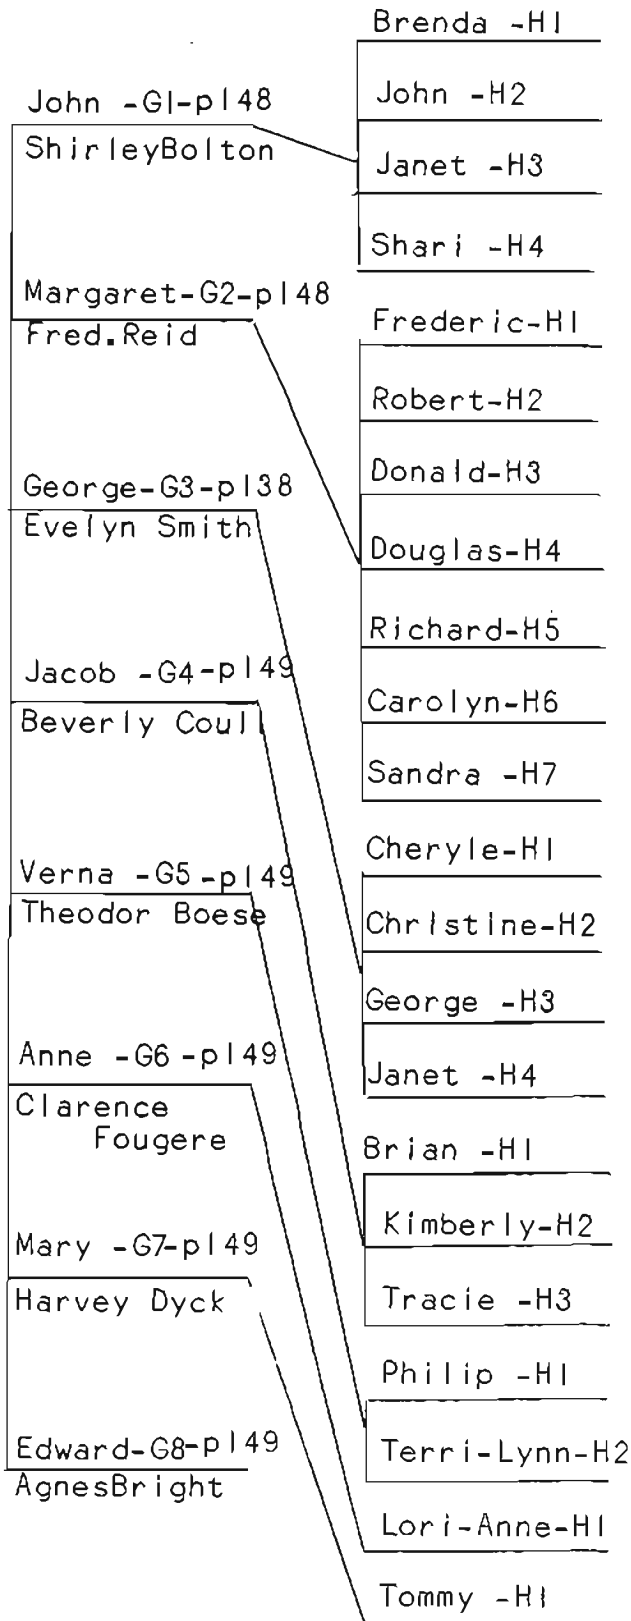 John -G1-p148
ShirleyBolton
Margaret-G2-p148
Fred.Reid
George-G3-p138
Evelyn Smith
Jacob -G4-p149
Beverly Coull
Verna -G5-p149
Theodor Boese
Anne -G6-p149
Clarence
Fougere
Mary -G7-p149
Harvey Dyck
Edward-G8-p149
AgnesBright
Brenda -H1
John -H2
Janet -H3
Shari -H4
Frederic-H1
Robert-H2
Donald-H3
Douglas-H4
Richard-H5
Carolyn-H6
Sandra -H7
Cheryle-H1
Christine-H2
George -H3
Janet -H4
Brian -H1
Kimberly-H2
Tracie -H3
Philip -H1
Terri-Lynn-H2
Lori-Anne-H1
Tommy -H1